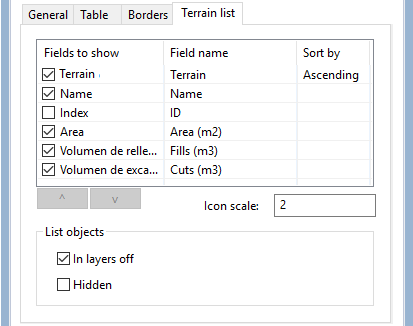 General Table Borders Terrain list
Fields to show Field name Sort by
Terrain Terrain Ascending
Name Name
Index ID
Area Area (m2)
Volumen de relle... Fills (m3)
Volumen de exca... Cuts (m3)
^ v Icon scale: 2
List objects
In layers off
Hidden